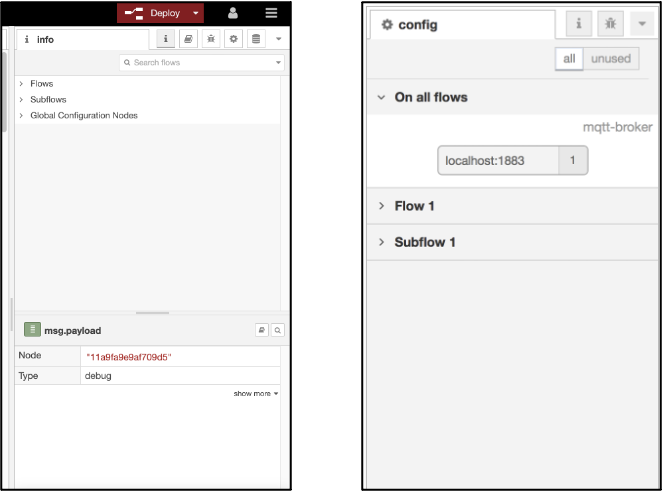 Deploy
i info
Search flows
Flows
Subflows
Global Configuration Nodes
msg.payload
Node "11a9fa9e9af709d5"
Type debug
show more
config
i
all unused
On all flows
mqtt-broker
localhost:1883 1
Flow 1
Subflow 1